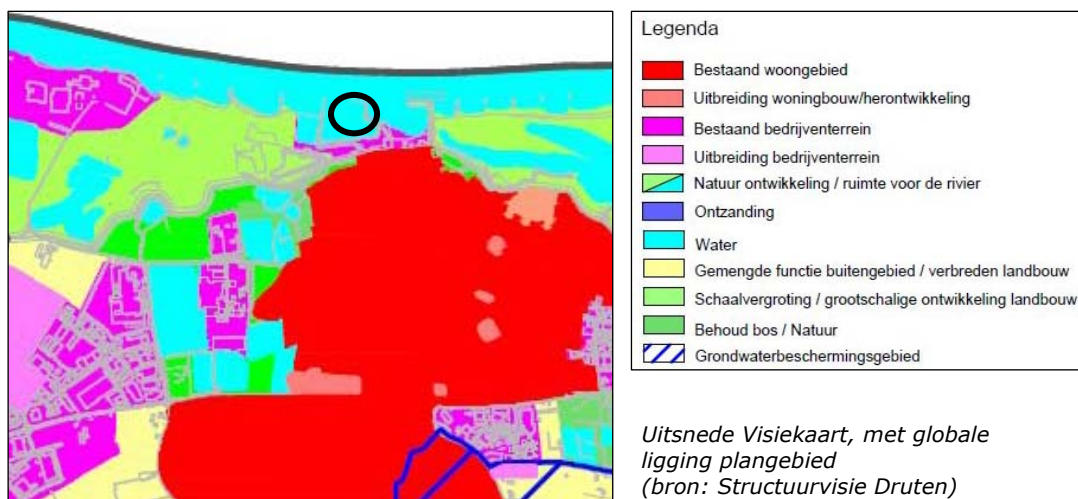 Legenda
Bestaand woongebied
Uitbreiding woningbouw/herontwikkeling
Bestaand bedrijventerrein
Uitbreiding bedrijventerrein
Natuur ontwikkeling / ruimte voor de rivier
Ontzanding
Water
Gemengde functie buitengebied / verbreden landbouw
Schaalvergroting / grootschalige ontwikkeling landbouw
Behoud bos / Natuur
Grondwaterbeschermingsgebied
Uitsnede Visiekaart, met globale
ligging plangebied
(bron: Structuurvisie Druten)